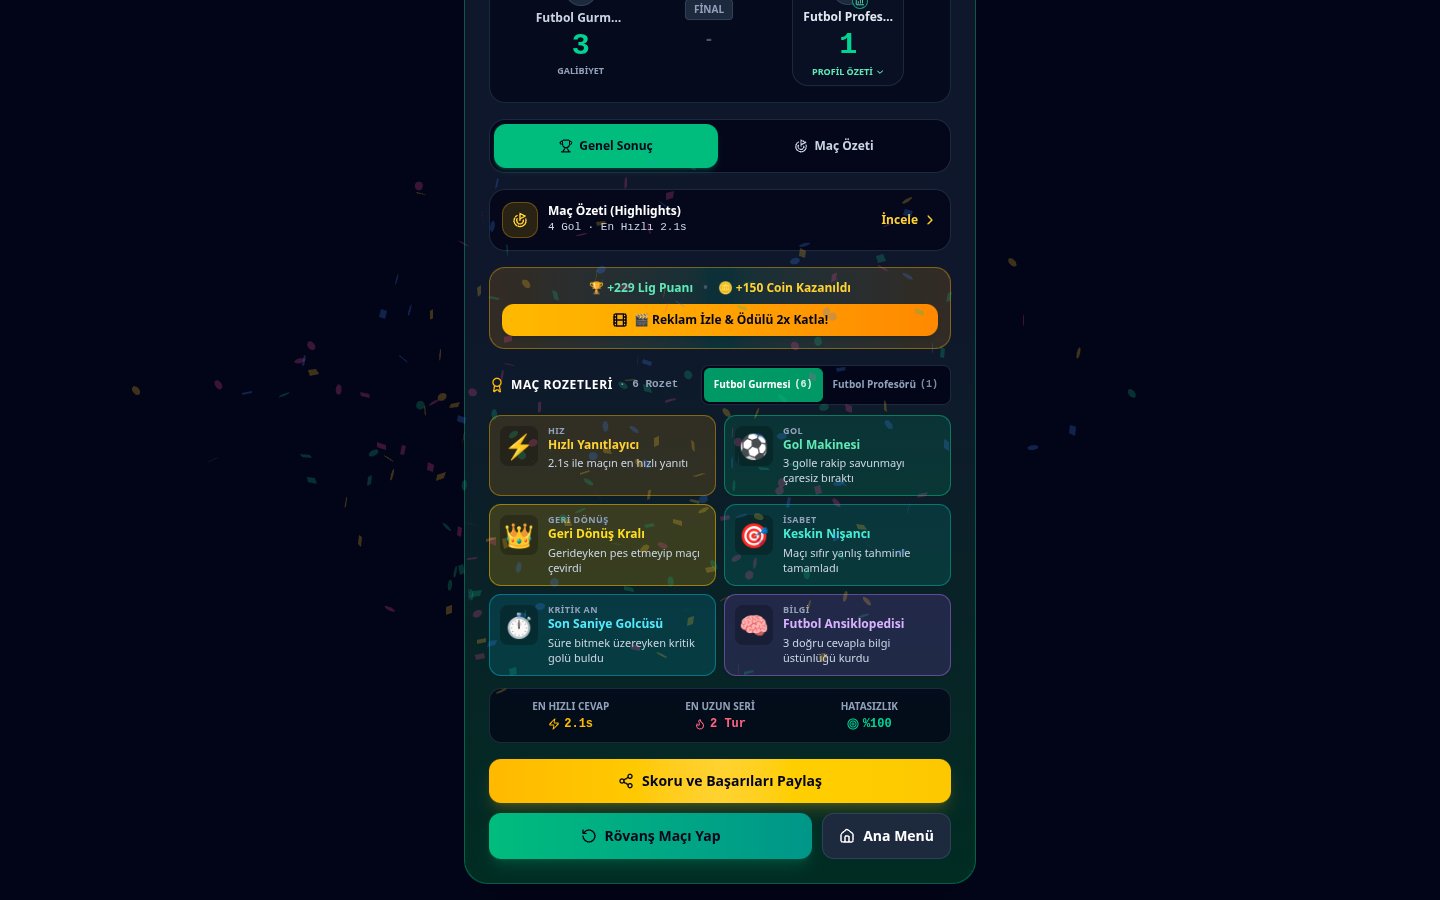 Futbol Gurm...
FİNAL
Futbol Profes...
3
-
1
GALİBİYET
PROFİL ÖZETİ
Genel Sonuç
Maç Özeti
Maç Özeti (Highlights)
4 Gol · En Hızlı 2.1s
İncele
🏆 +229 Lig Puanı • 🪙 +150 Coin Kazanıldı
🎬 Reklam İzle & Ödülü 2x Katla!
MAÇ ROZETLERİ · 6 Rozet
Futbol Gurmesi (6)
Futbol Profesörü (1)
HIZ
Hızlı Yanıtlayıcı
2.1s ile maçın en hızlı yanıtı
GOL
Gol Makinesi
3 golle rakip savunmayı
çaresiz bıraktı
GERİ DÖNÜŞ
Geri Dönüş Kralı
Gerideyken pes etmeyip maçı
çevirdi
İSABET
Keskin Nişancı
Maçı sıfır yanlış tahminle
tamamladı
KRİTİK AN
Son Saniye Golcüsü
Süre bitmek üzereyken kritik
golü buldu
BİLGİ
Futbol Ansiklopedisi
3 doğru cevapla bilgi
üstünlüğü kurdu
EN HIZLI CEVAP
2.1s
EN UZUN SERİ
2 Tur
HATASIZLIK
%100
Skoru ve Başarıları Paylaş
Rövanş Maçı Yap
Ana Menü